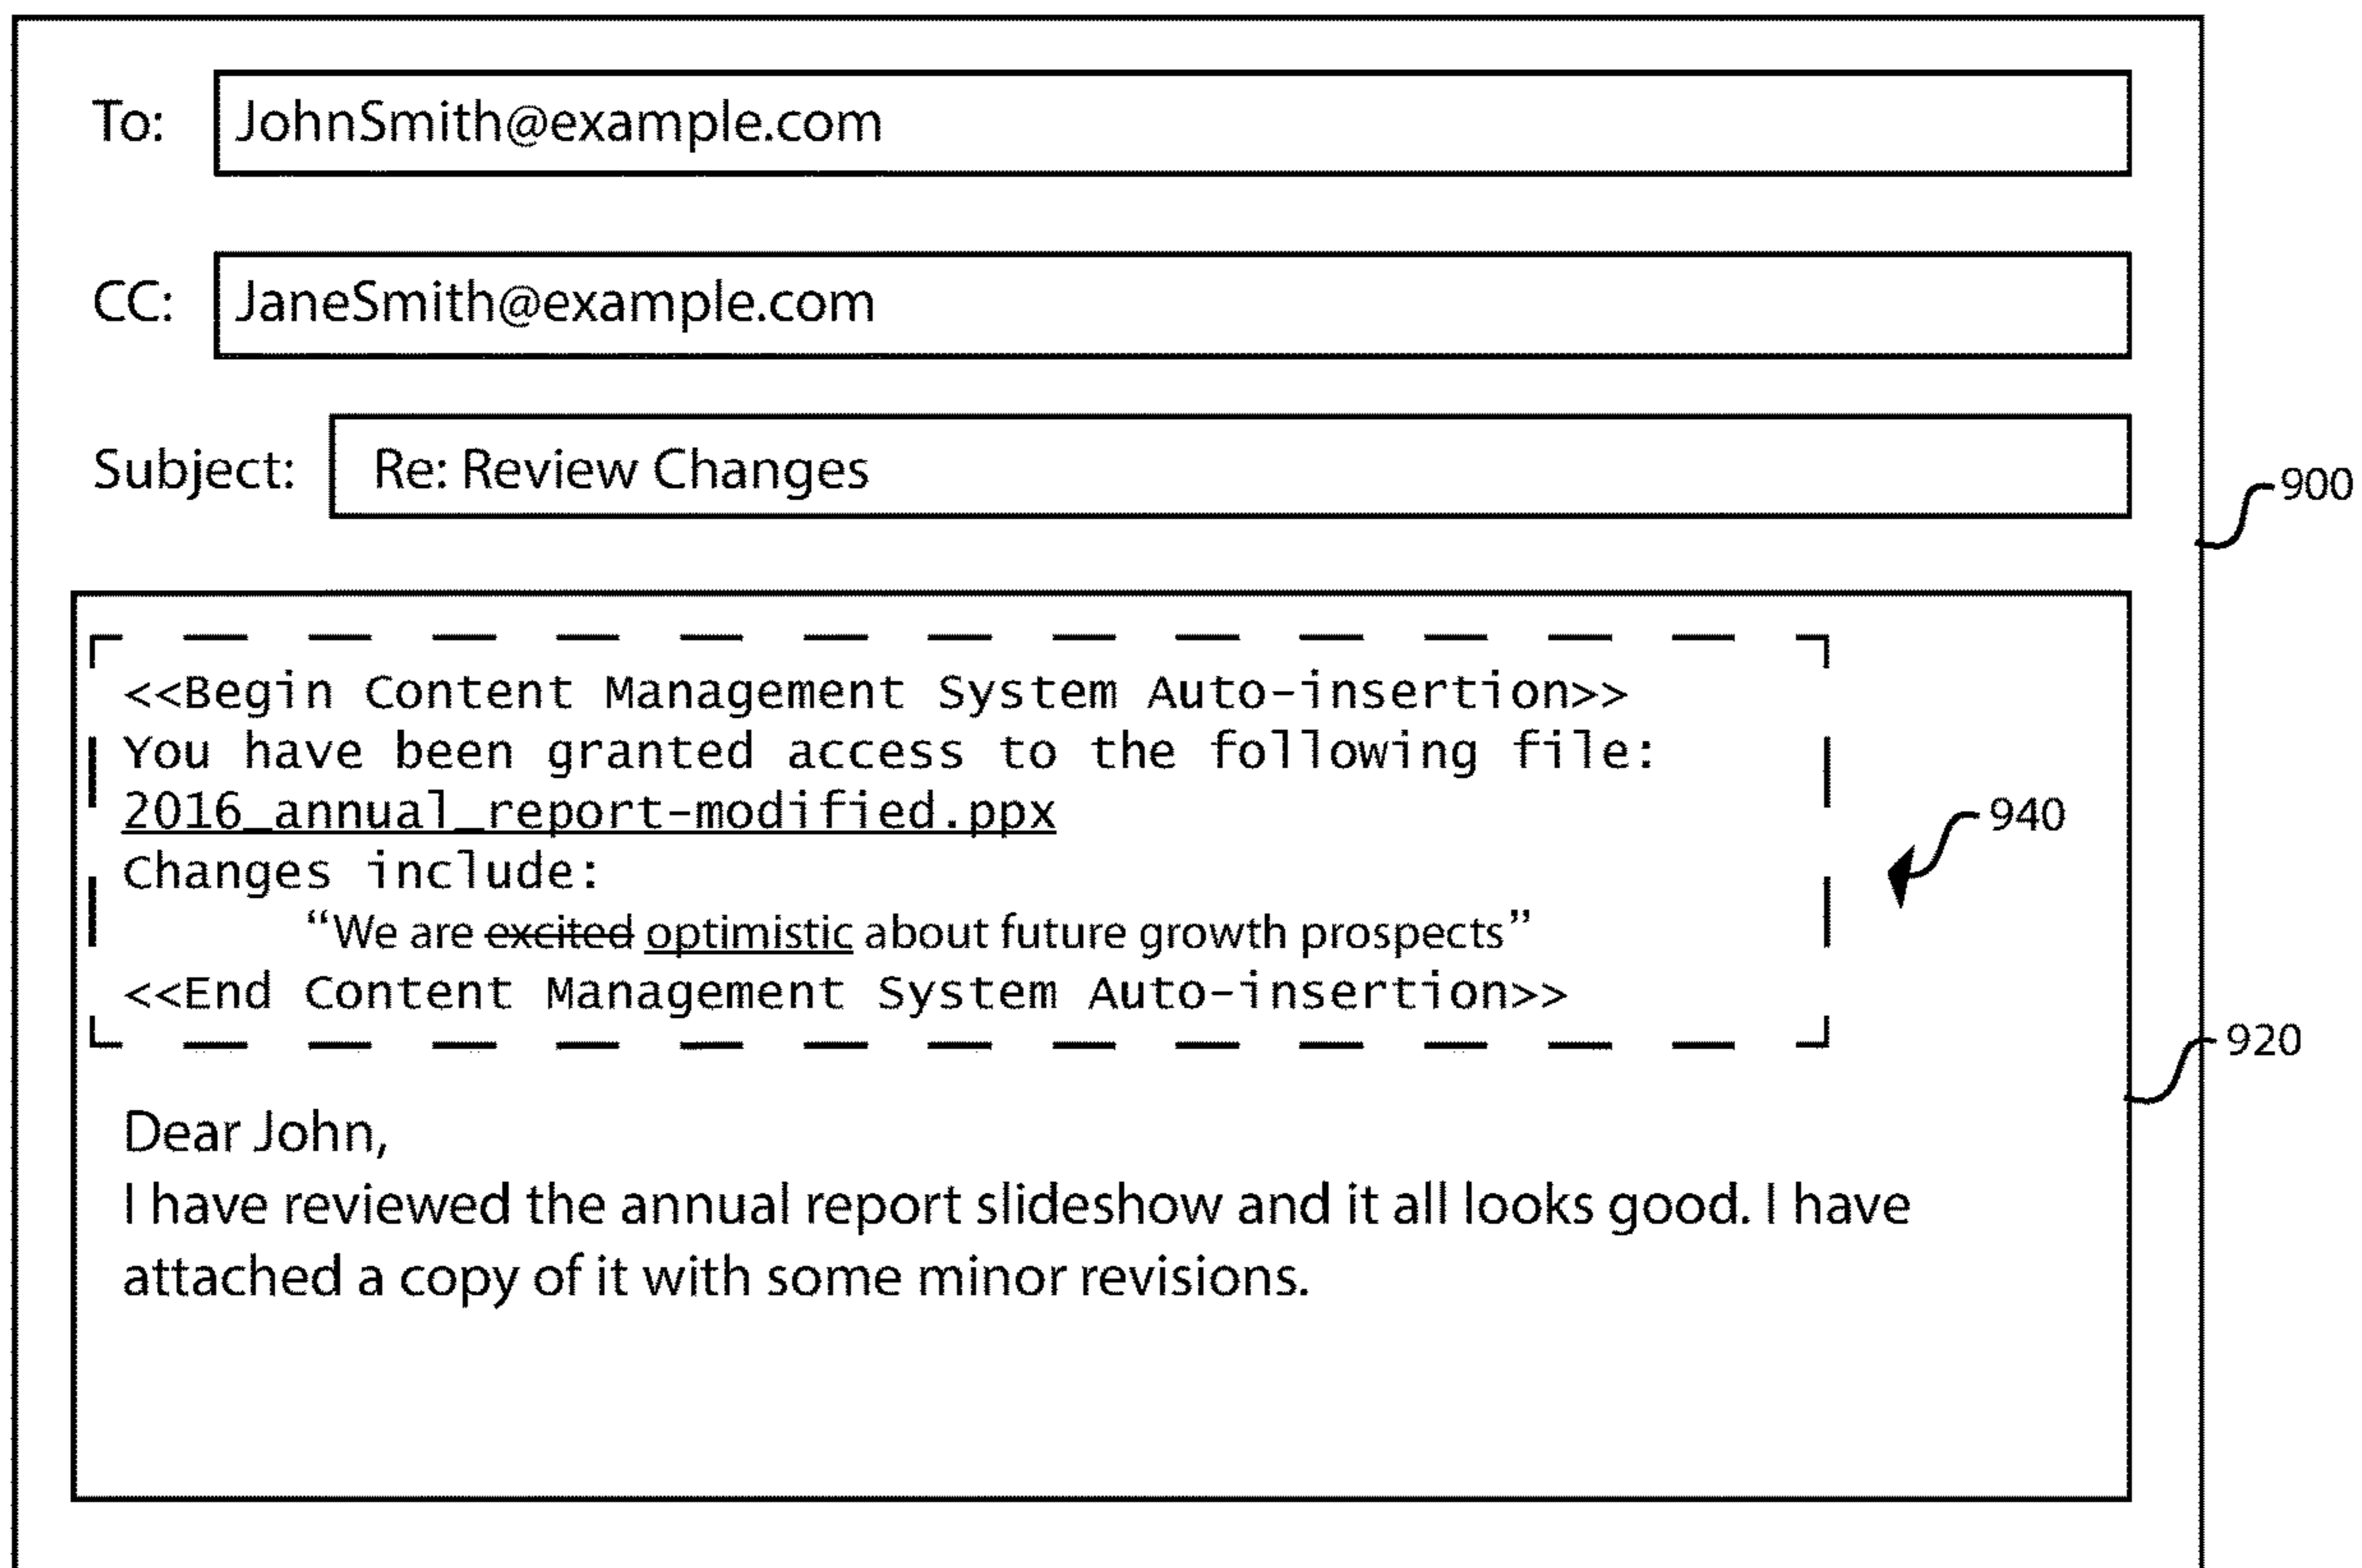 To: JohnSmith@example.com
CC: JaneSmith@example.com
Subject: Re: Review Changes
900
<<Begin Content Management System Auto-insertion>>
You have been granted access to the following file:
2016_annual_report-modified.ppx
940
Changes include:
“We are excited optimistic about future growth prospects”
<<End Content Management System Auto-insertion>>
920
Dear John,
I have reviewed the annual report slideshow and it all looks good. I have
attached a copy of it with some minor revisions.